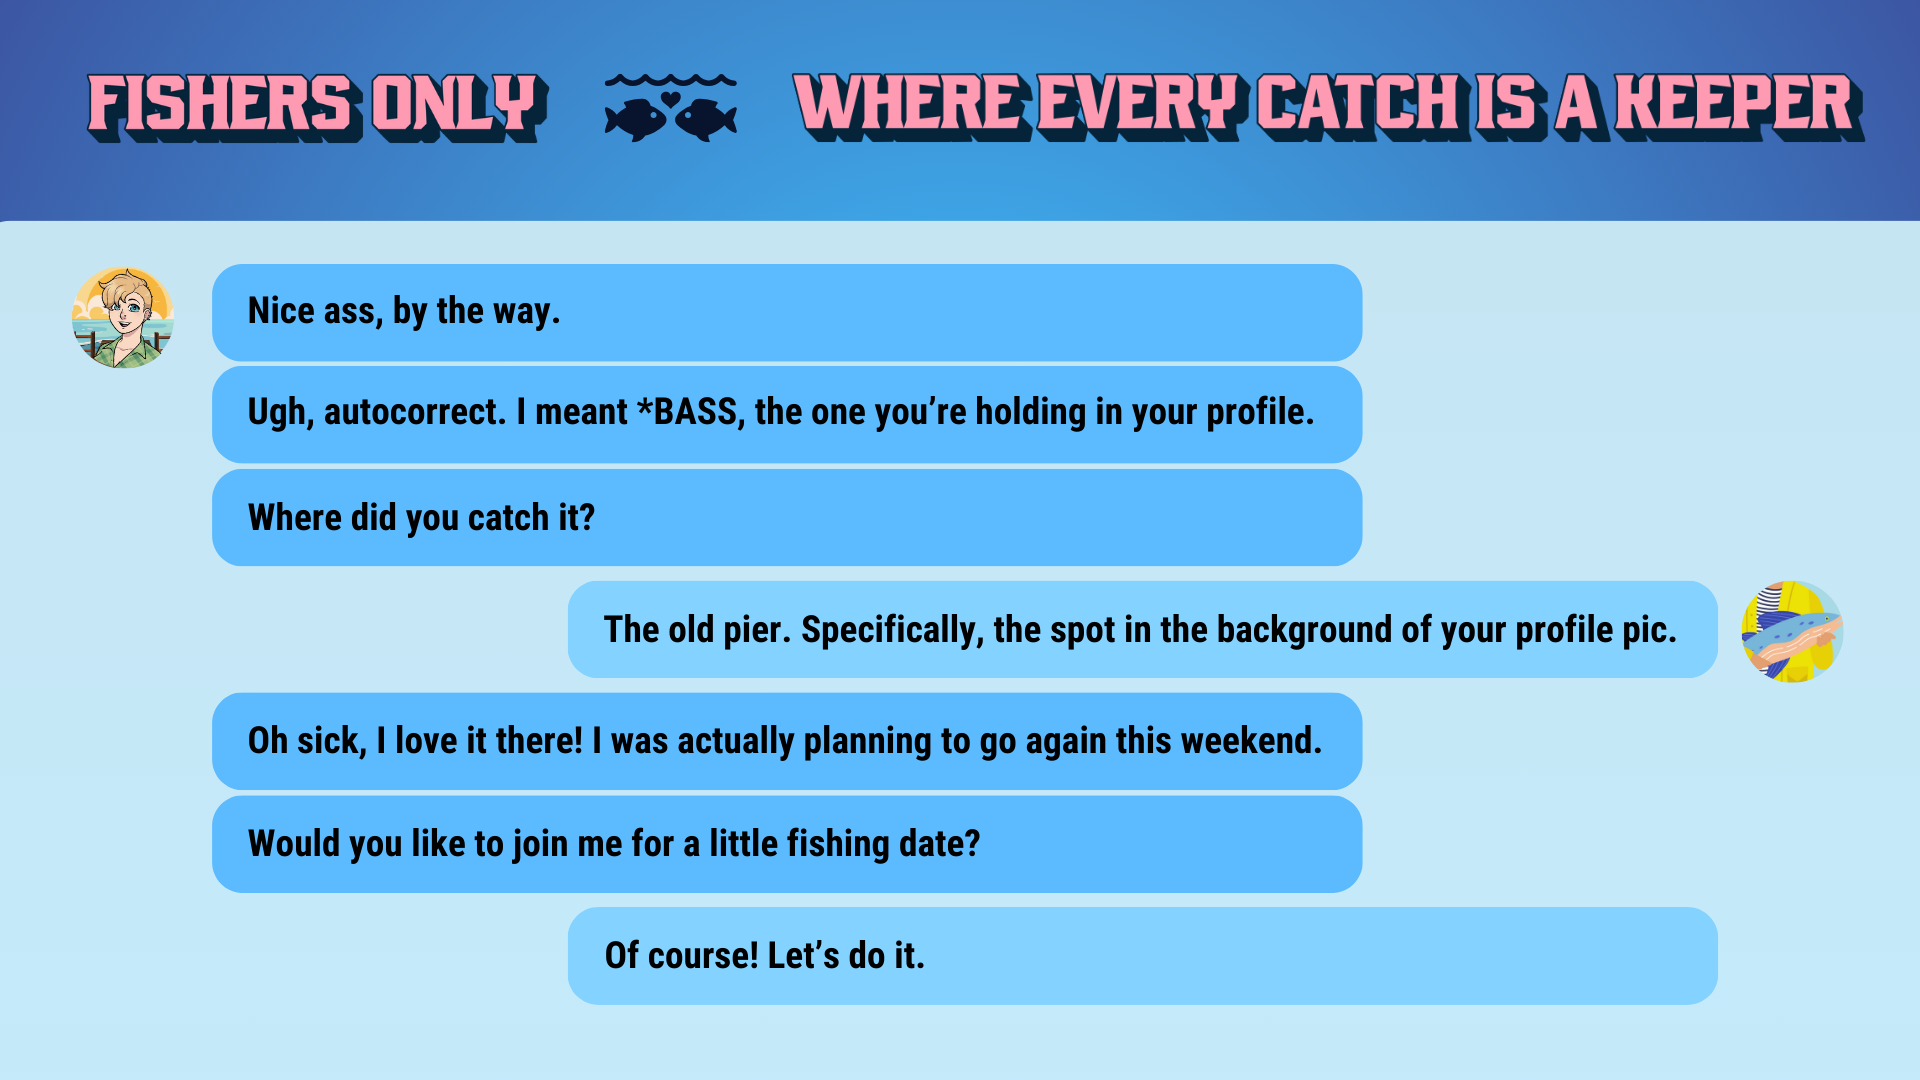 FISHERS ONLY
WHERE EVERY CATCH IS A KEEPER
Nice ass, by the way.
Ugh, autocorrect. I meant *BASS, the one you’re holding in your profile.
Where did you catch it?
The old pier. Specifically, the spot in the background of your profile pic.
Oh sick, I love it there! I was actually planning to go again this weekend.
Would you like to join me for a little fishing date?
Of course! Let’s do it.